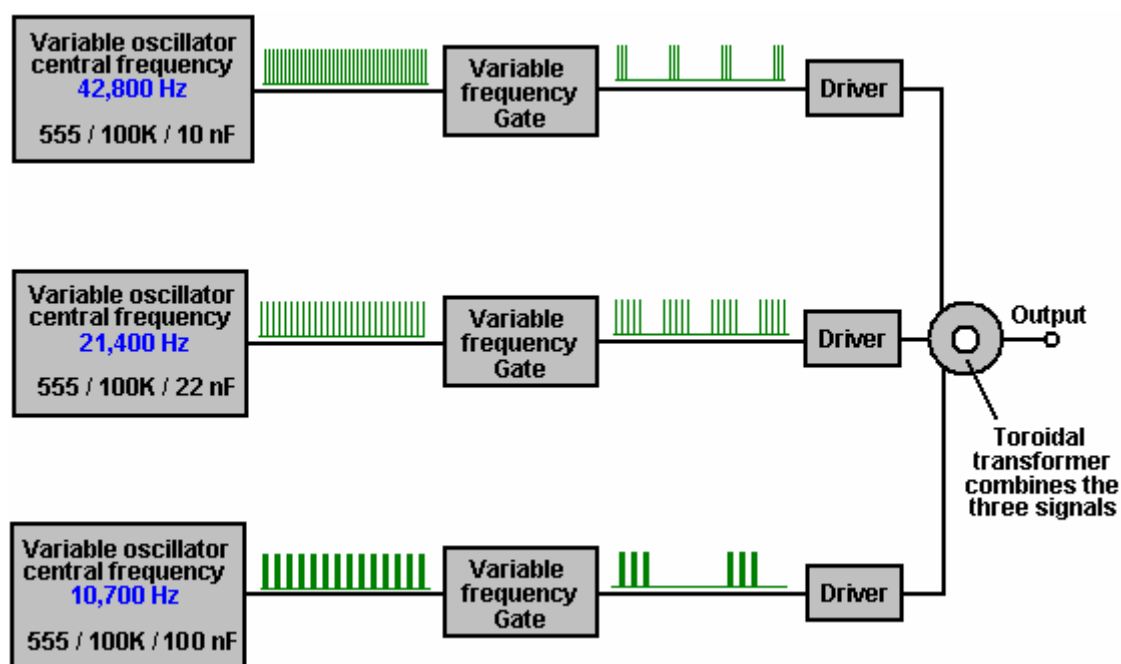 Variable oscillator
central frequency
42,800 Hz
555 / 100K / 10 nF
Variable
frequency
Gate
Driver
Variable oscillator
central frequency
21,400 Hz
555 / 100K / 22 nF
Variable
frequency
Gate
Driver
Output
Toroidal
transformer
combines the
three signals
Variable oscillator
central frequency
10,700 Hz
555 / 100K / 100 nF
Variable
frequency
Gate
Driver